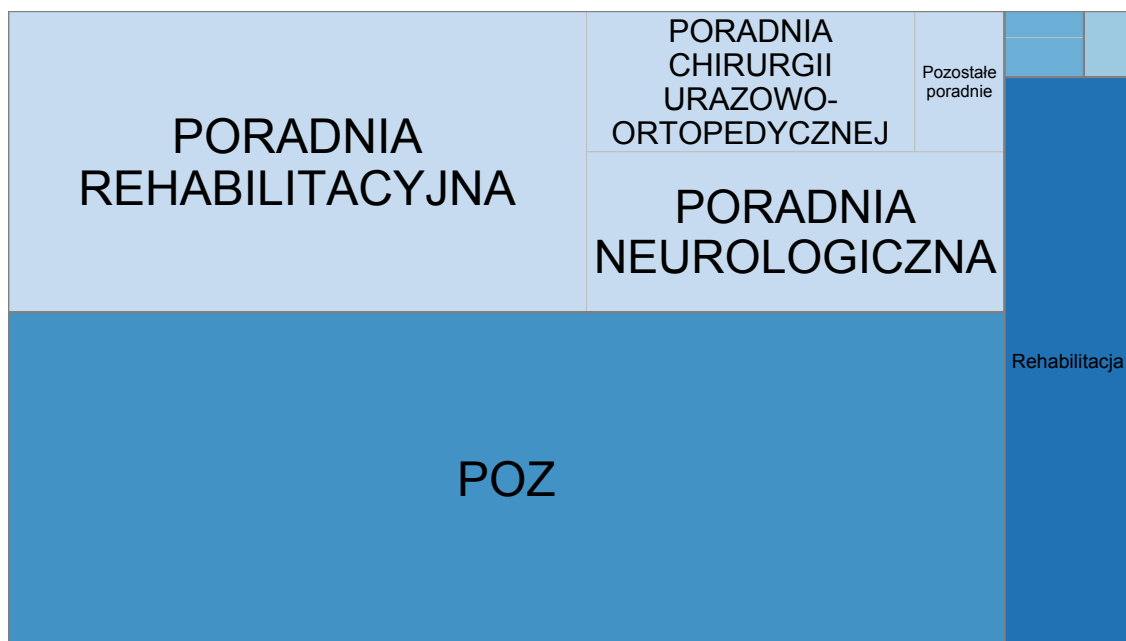 PORADNIA
REHABILITACYJNA
PORADNIA
CHIRURGII
URAZOWO-
ORTOPEDYCZNEJ
Pozostałe
poradnie
PORADNIA
NEUROLOGICZNA
Rehabilitacja
POZ